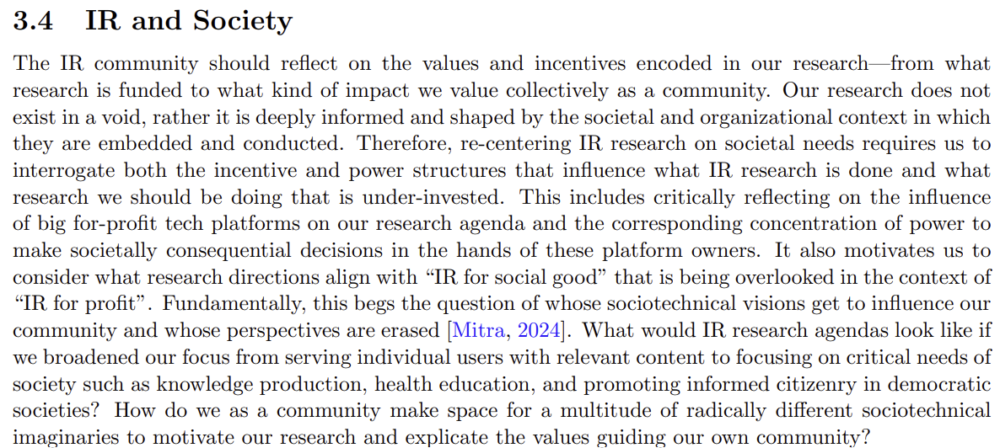 3.4 IR and Society
The IR community should reflect on the values and incentives encoded in our research—from what
research is funded to what kind of impact we value collectively as a community. Our research does not
exist in a void, rather it is deeply informed and shaped by the societal and organizational context in which
they are embedded and conducted. Therefore, re-centering IR research on societal needs requires us to
interrogate both the incentive and power structures that influence what IR research is done and what
research we should be doing that is under-invested. This includes critically reflecting on the influence
of big for-profit tech platforms on our research agenda and the corresponding concentration of power to
make societally consequential decisions in the hands of these platform owners. It also motivates us to
consider what research directions align with “IR for social good” that is being overlooked in the context of
“IR for profit”. Fundamentally, this begs the question of whose sociotechnical visions get to influence our
community and whose perspectives are erased [Mitra, 2024]. What would IR research agendas look like if
we broadened our focus from serving individual users with relevant content to focusing on critical needs of
society such as knowledge production, health education, and promoting informed citizenry in democratic
societies? How do we as a community make space for a multitude of radically different sociotechnical
imaginaries to motivate our research and explicate the values guiding our own community?